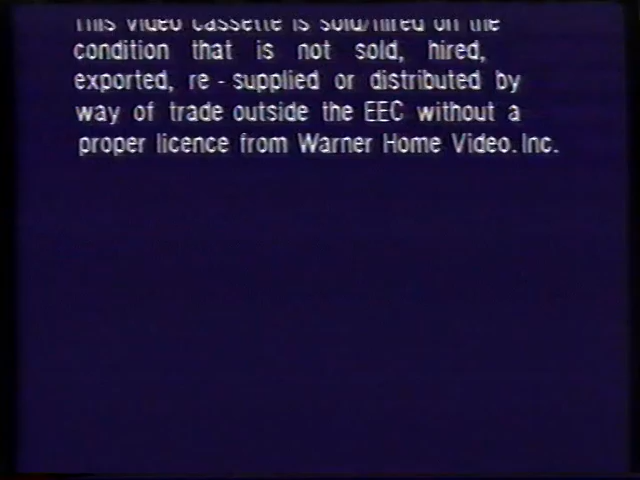 This video cassette is sold/hired on the
condition that is not sold, hired,
exported, re - supplied or distributed by
way of trade outside the EEC without a
proper licence from Warner Home Video. Inc.